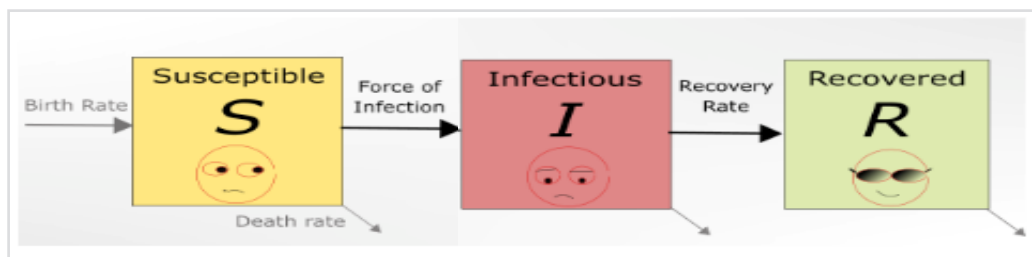 Susceptible
Infectious
Recovered
Birth Rate
S
Force of
Infection
I
Recovery
Rate
R
Death rate